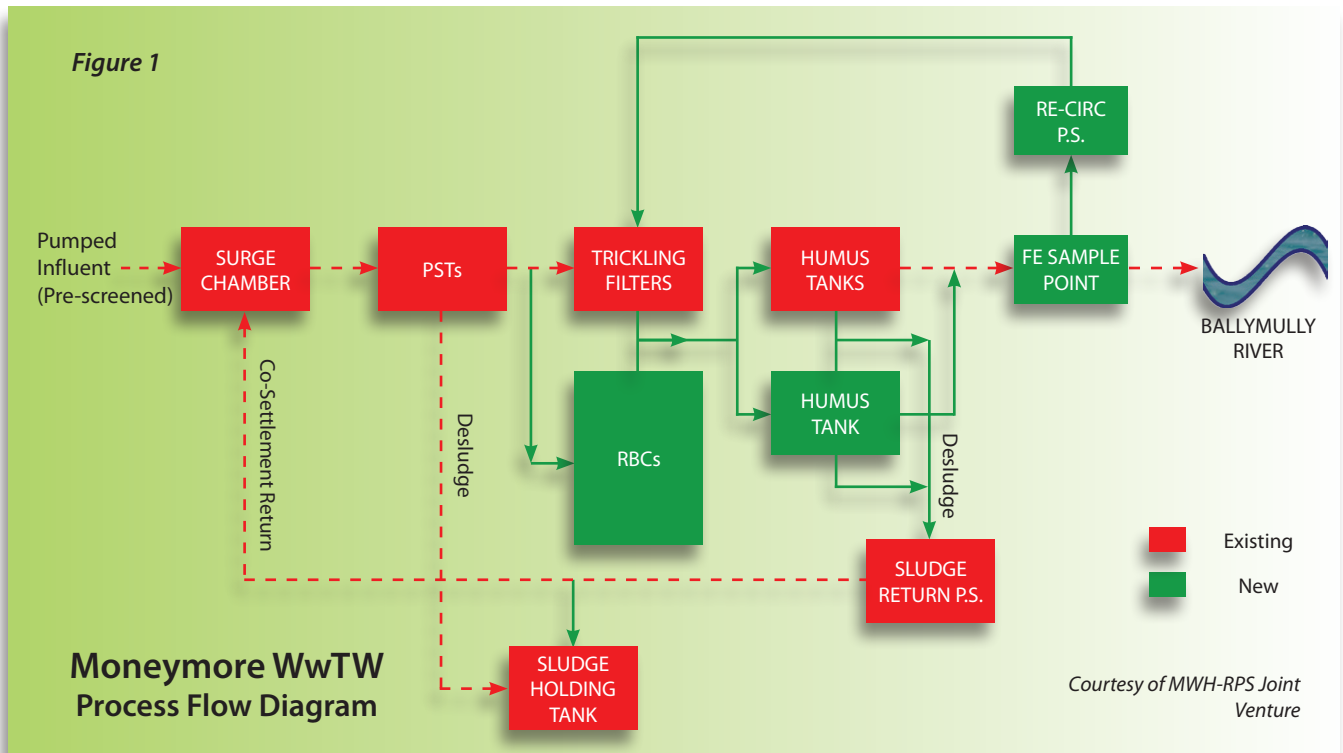 Figure 1
RE-CIRC
P.S.
Pumped
Influent
(Pre-screened)
SURGE
CHAMBER
PSTs
TRICKLING
FILTERS
HUMUS
TANKS
FE SAMPLE
POINT
BALLYMULLY
RIVER
Co-Settlement Return
Desludge
RBCs
HUMUS
TANK
Desludge
Existing
New
SLUDGE
RETURN P.S.
SLUDGE
HOLDING
TANK
Moneymore WwTW
Process Flow Diagram
Courtesy of MWH-RPS Joint
Venture